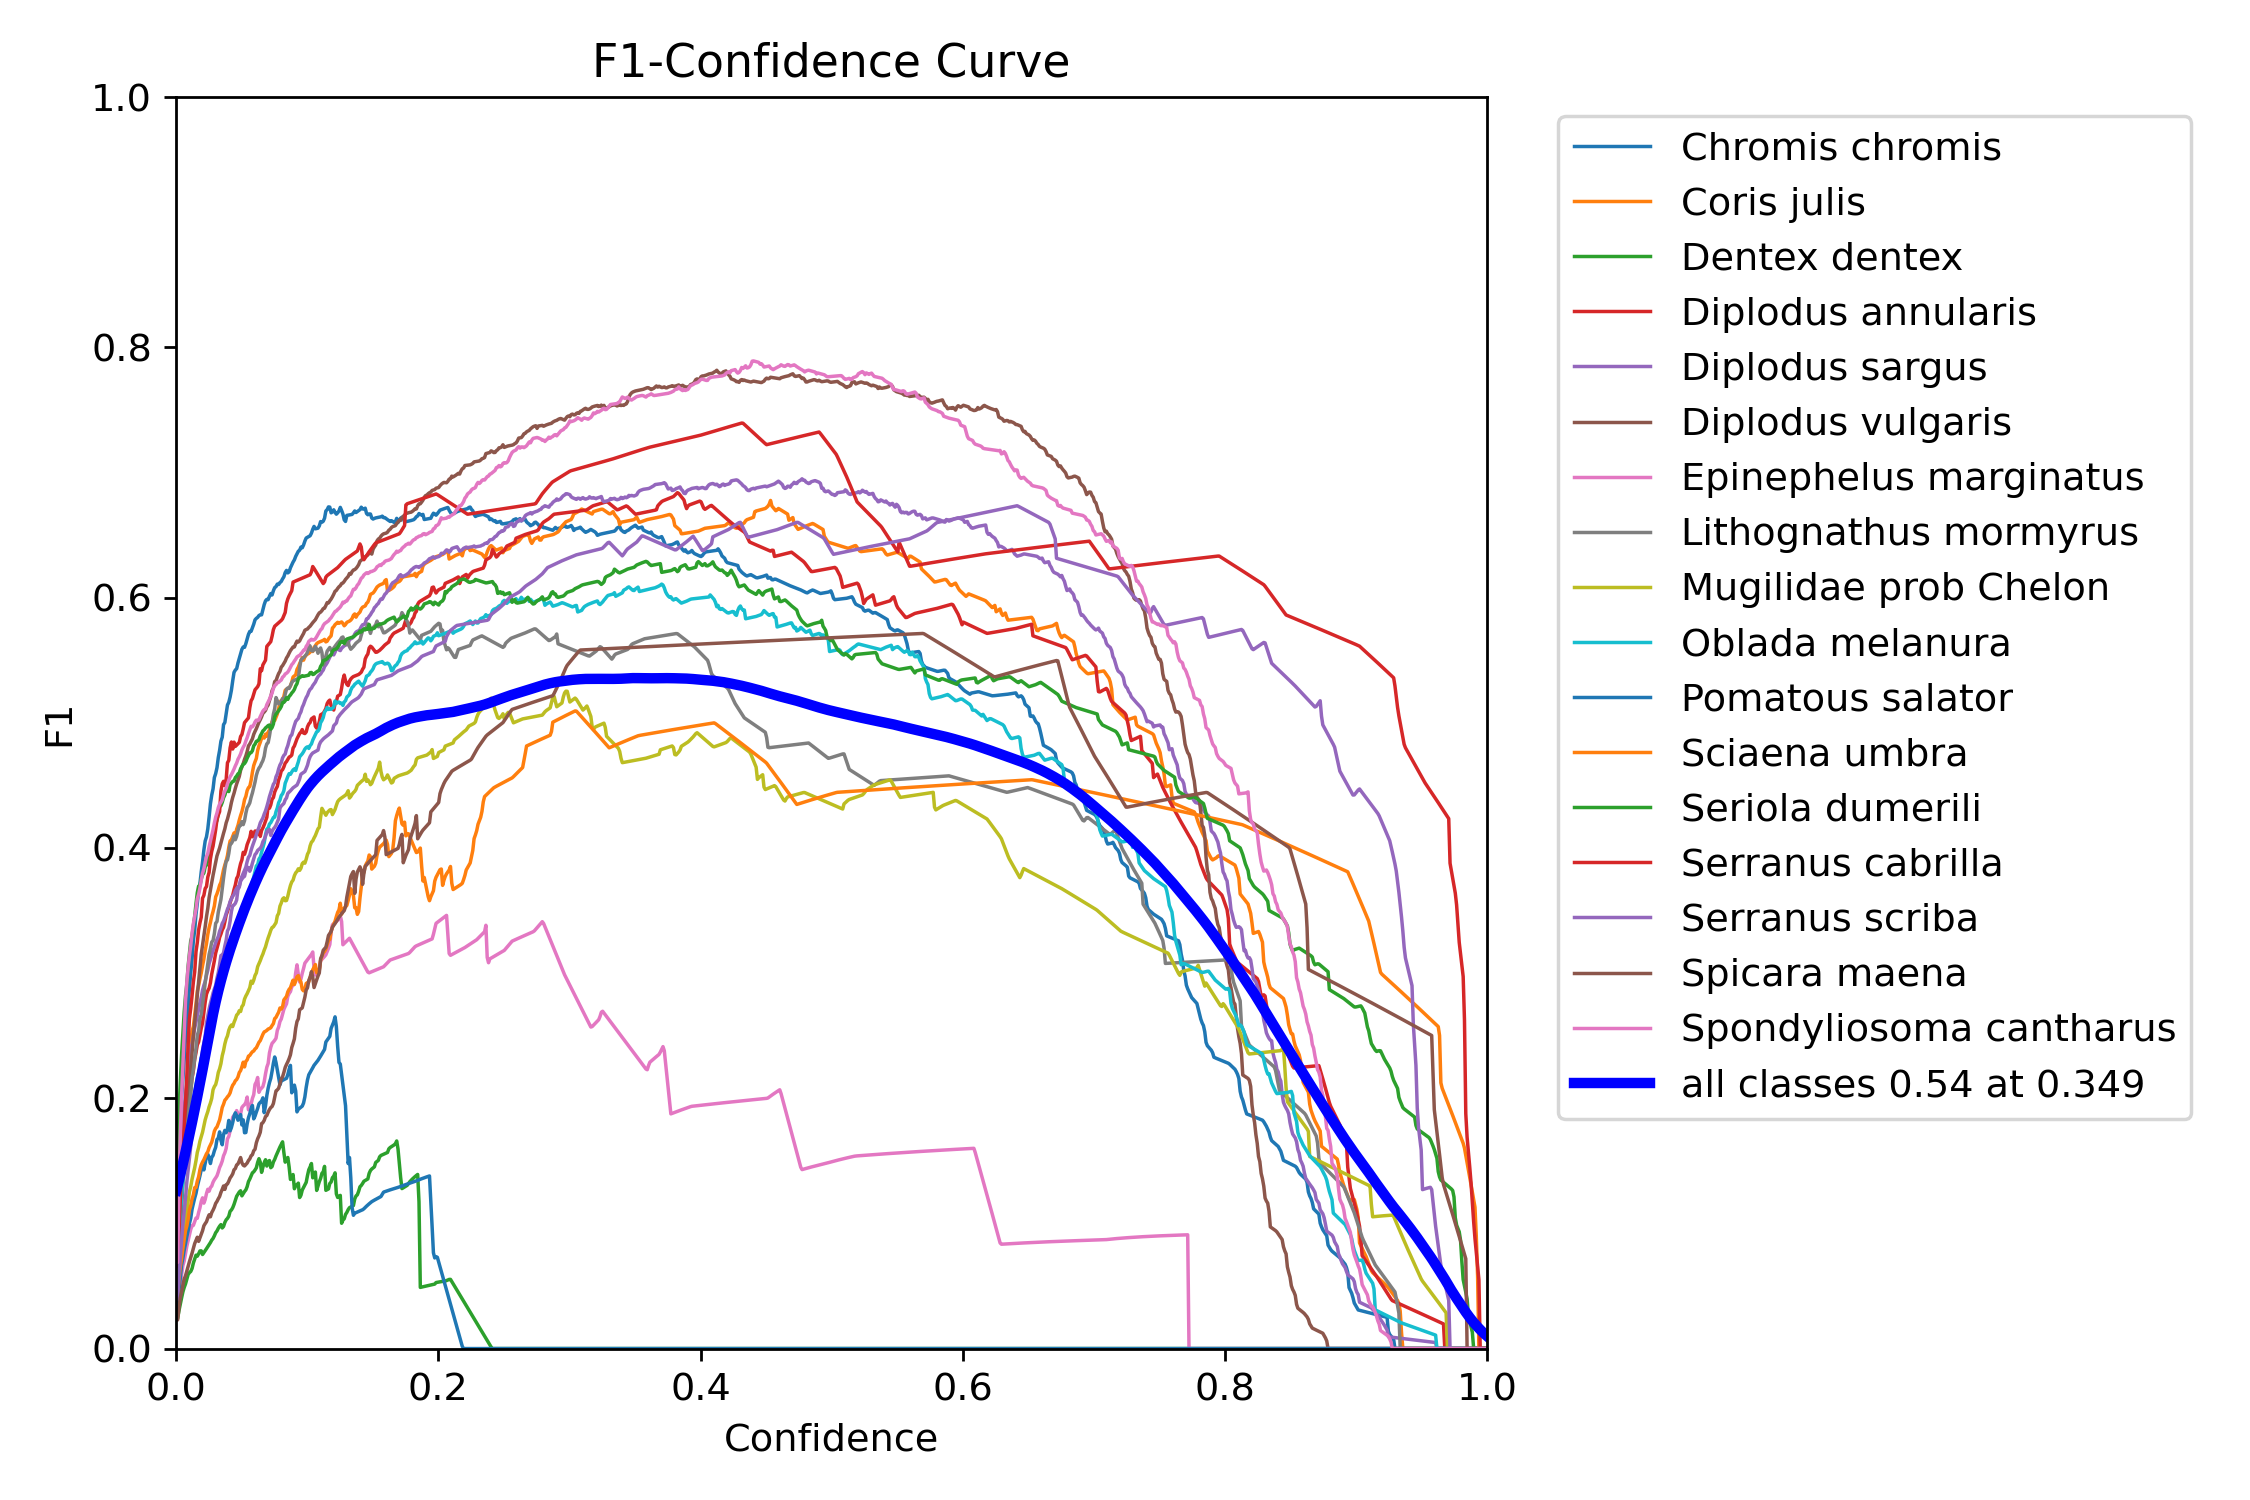 F1-Confidence Curve
1.0
0.8
0.6
0.4
0.2
0.0
F1
0.0 0.2 0.4 0.6 0.8 1.0
Confidence
Chromis chromis
Coris julis
Dentex dentex
Diplodus annularis
Diplodus sargus
Diplodus vulgaris
Epinephelus marginatus
Lithognathus mormyrus
Mugilidae prob Chelon
Oblada melanura
Pomatous salator
Sciaena umbra
Seriola dumerili
Serranus cabrilla
Serranus scriba
Spicara maena
Spondyliosoma cantharus
all classes 0.54 at 0.349